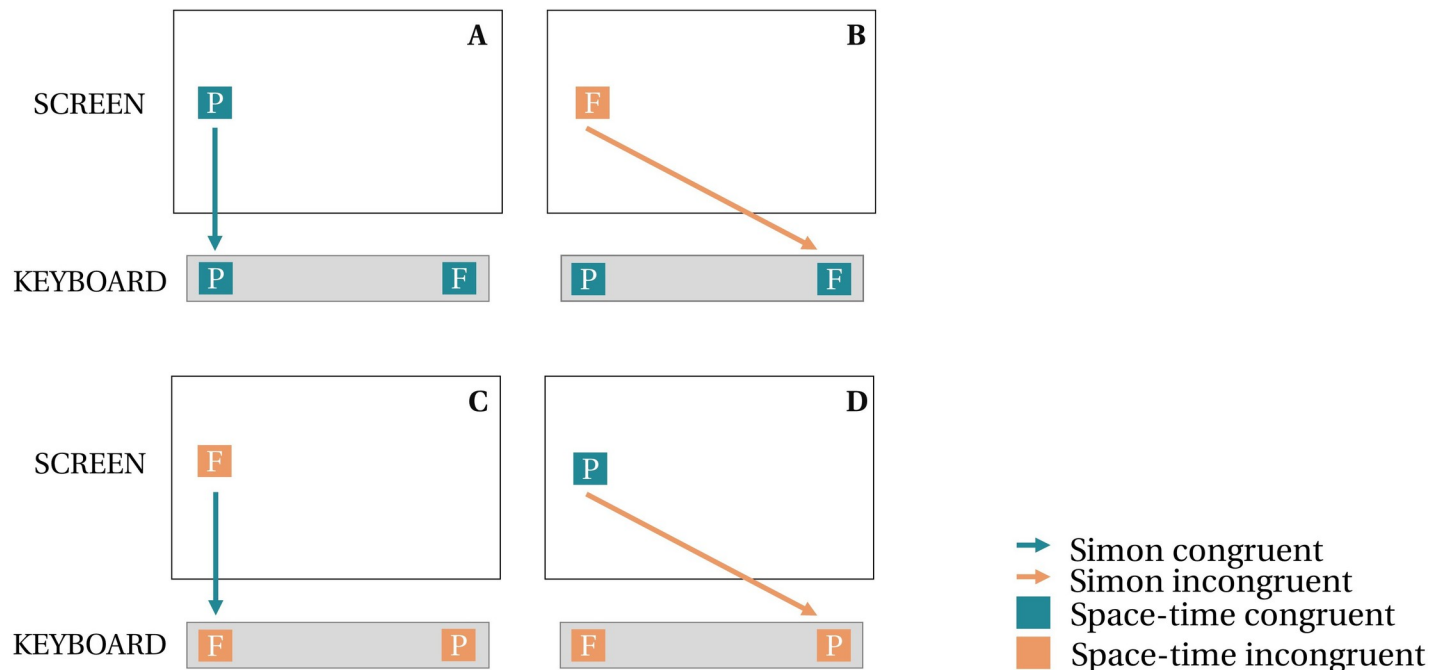 A B
SCREEN P F
KEYBOARD P F P F
C D
SCREEN F P
KEYBOARD F P F P
Simon congruent
Simon incongruent
Space-time congruent
Space-time incongruent